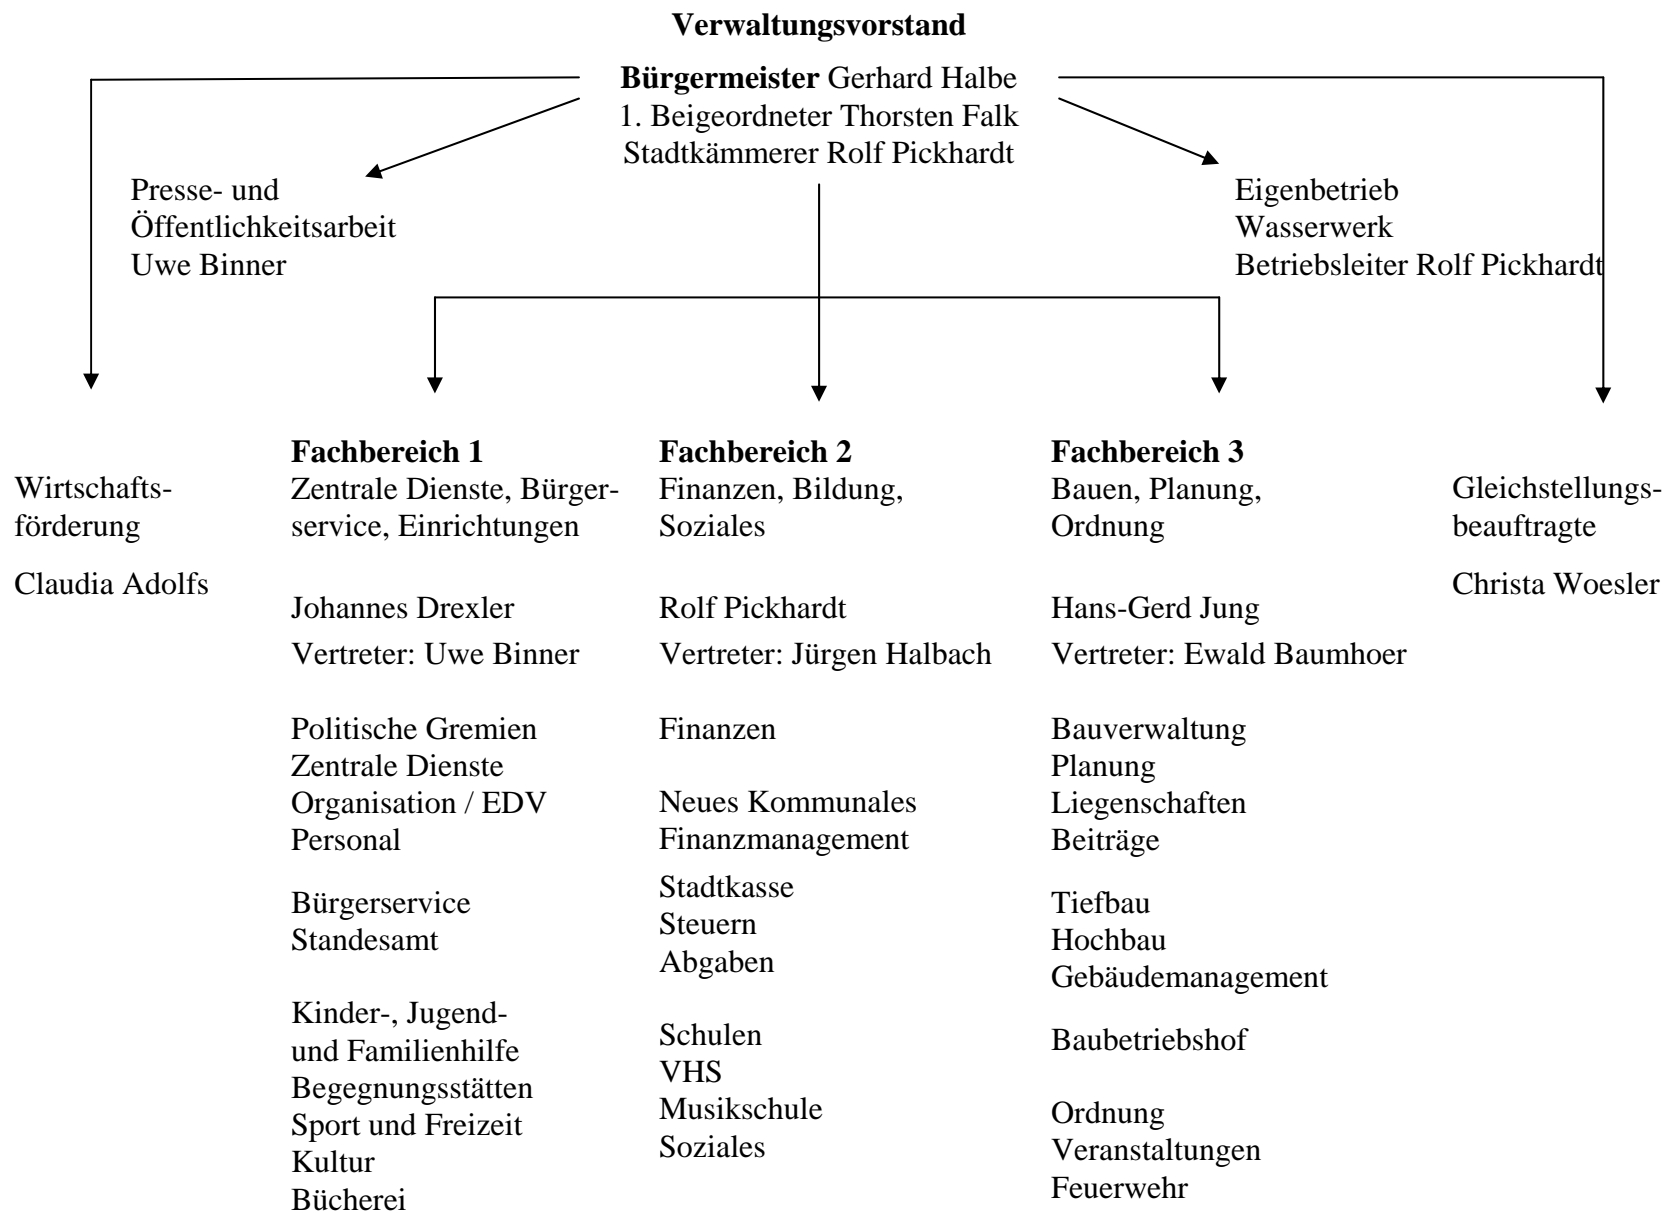 Verwaltungsvorstand
Bürgermeister Gerhard Halbe
1. Beigeordneter Thorsten Falk
Stadtkämmerer Rolf Pickhardt
Presse- und
Öffentlichkeitsarbeit
Uwe Binner
Eigenbetrieb
Wasserwerk
Betriebsleiter Rolf Pickhardt
Wirtschafts-
förderung
Claudia Adolfs
Fachbereich 1
Zentrale Dienste, Bürger-
service, Einrichtungen
Johannes Drexler
Vertreter: Uwe Binner
Politische Gremien
Zentrale Dienste
Organisation / EDV
Personal
Bürgerservice
Standesamt
Kinder-, Jugend-
und Familienhilfe
Begegnungsstätten
Sport und Freizeit
Kultur
Bücherei
Fachbereich 2
Finanzen, Bildung,
Soziales
Rolf Pickhardt
Vertreter: Jürgen Halbach
Finanzen
Neues Kommunales
Finanzmanagement
Stadtkasse
Steuern
Abgaben
Schulen
VHS
Musikschule
Soziales
Fachbereich 3
Bauen, Planung,
Ordnung
Hans-Gerd Jung
Vertreter: Ewald Baumhoer
Bauverwaltung
Planung
Liegenschaften
Beiträge
Tiefbau
Hochbau
Gebäudemanagement
Baubetriebshof
Ordnung
Veranstaltungen
Feuerwehr
Gleichstellungs-
beauftragte
Christa Woesler